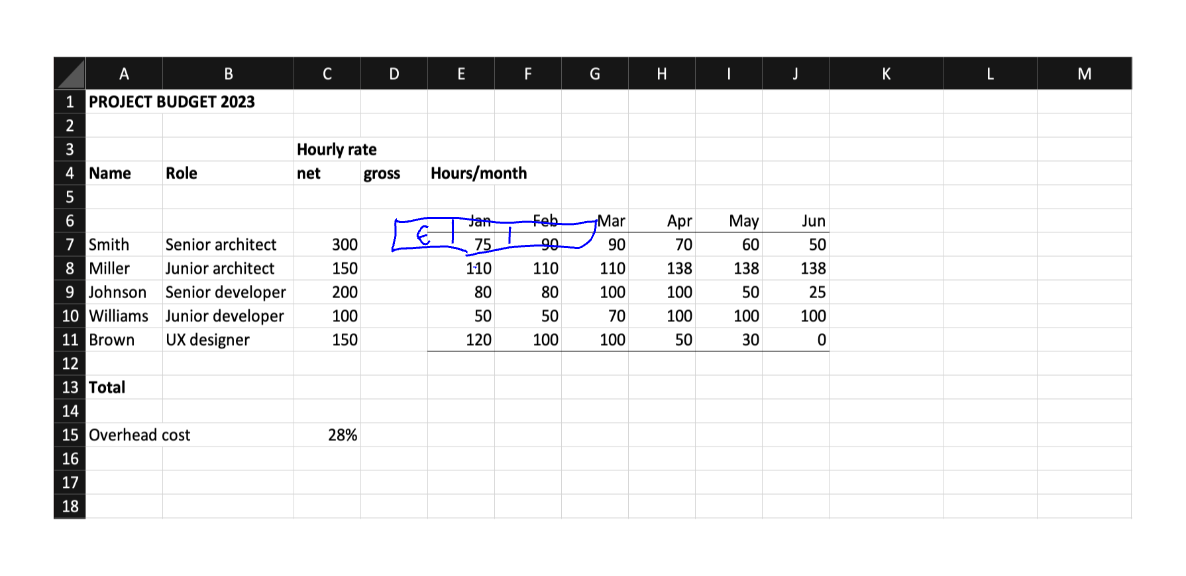 A B C D E F G H I J K L M
1 PROJECT BUDGET 2023
2
3 Hourly rate
4 Name Role net gross Hours/month
5
6 Jan Feb Mar Apr May Jun
7 Smith Senior architect 300 € 75 90 90 70 60 50
8 Miller Junior architect 150 110 110 110 138 138 138
9 Johnson Senior developer 200 80 80 100 100 50 25
10 Williams Junior developer 100 50 50 70 100 100 100
11 Brown UX designer 150 120 100 100 50 30 0
12
13 Total
14
15 Overhead cost 28%
16
17
18